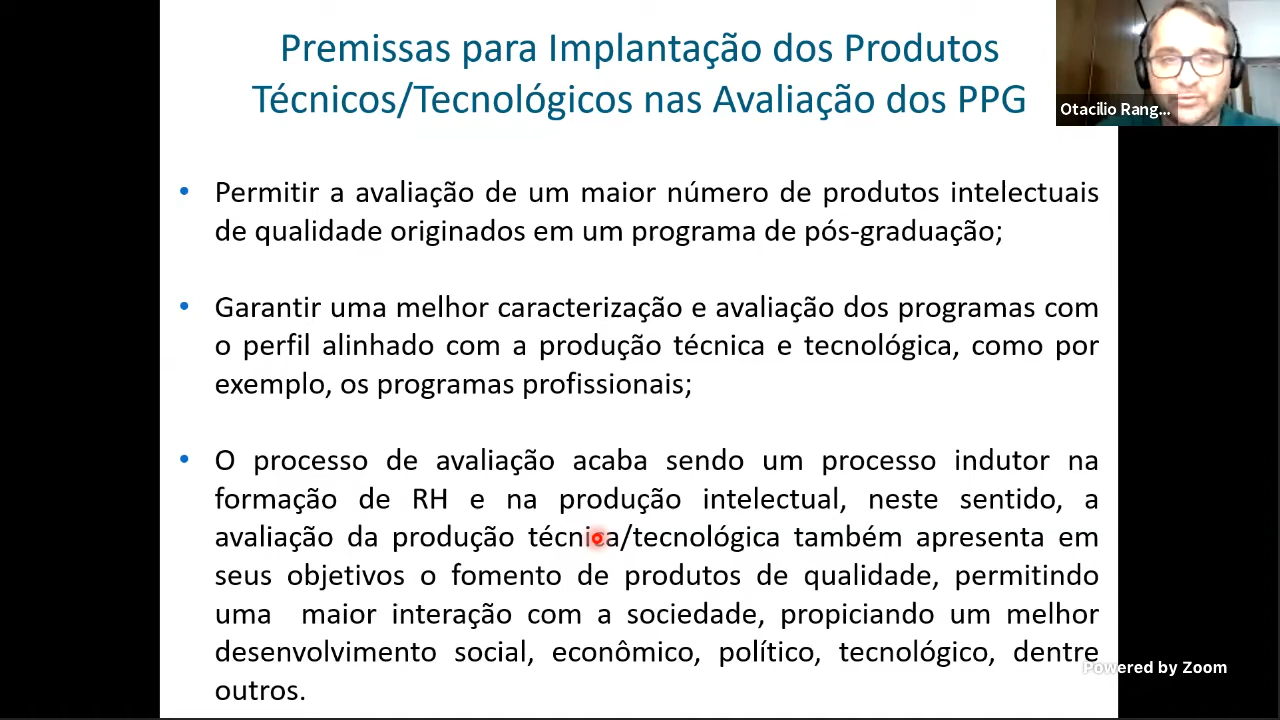 Premissas para Implantação dos Produtos
Técnicos/Tecnológicos nas Avaliação dos PPG
Otacilio Rang...
• Permitir a avaliação de um maior número de produtos intelectuais
de qualidade originados em um programa de pós-graduação;
• Garantir uma melhor caracterização e avaliação dos programas com
o perfil alinhado com a produção técnica e tecnológica, como por
exemplo, os programas profissionais;
• O processo de avaliação acaba sendo um processo indutor na
formação de RH e na produção intelectual, neste sentido, a
avaliação da produção técnica/tecnológica também apresenta em
seus objetivos o fomento de produtos de qualidade, permitindo
uma maior interação com a sociedade, propiciando um melhor
desenvolvimento social, econômico, político, tecnológico, dentre
outros.
Powered by Zoom